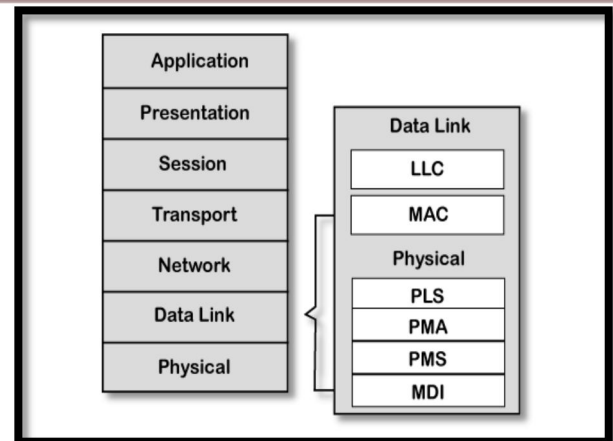 Application
Presentation
Session
Transport
Network
Data Link
Physical
Data Link
LLC
MAC
Physical
PLS
PMA
PMS
MDI